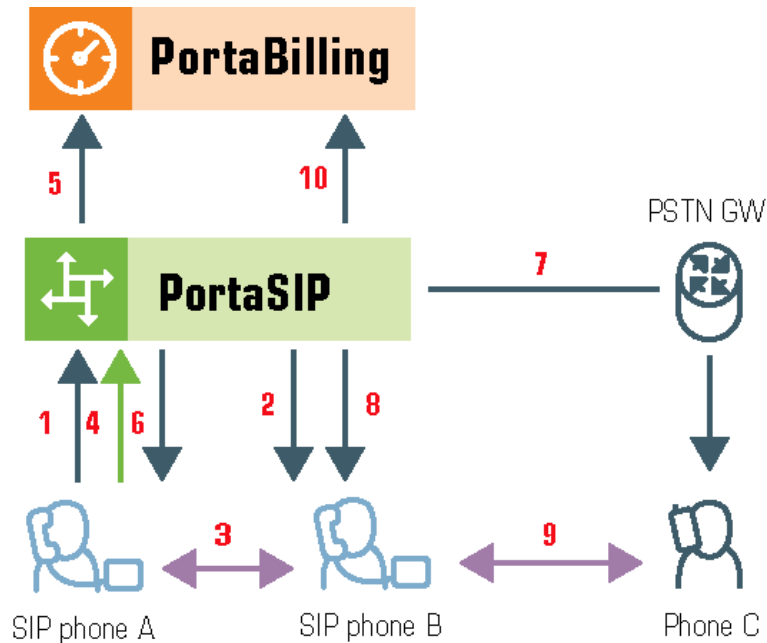 PortaBilling
5
10
PSTN GW
7
PortaSIP
1
4
6
2
8
3
9
SIP phone A
SIP phone B
Phone C